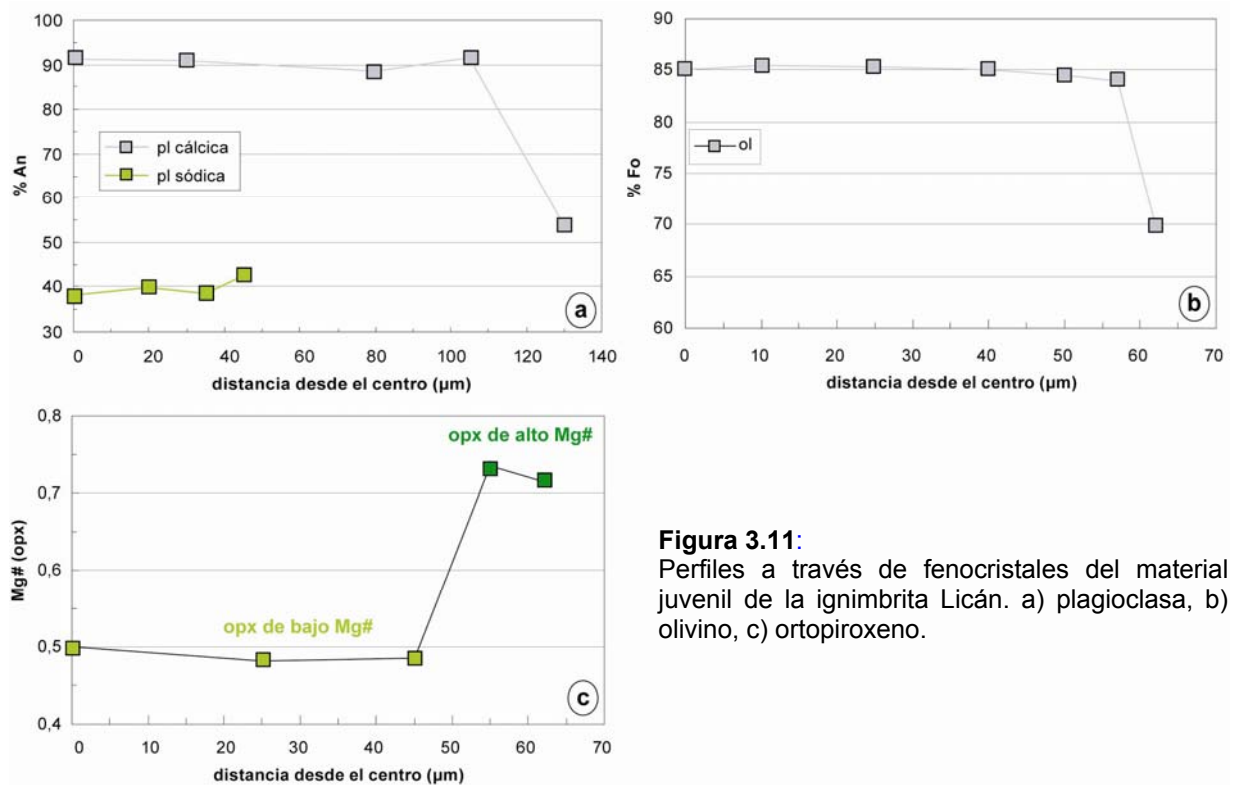 100
90
80
70
60
50
40
30
% An
pl cálcica
pl sódica
a
0 20 40 60 80 100 120 140
distancia desde el centro (µm)
90
85
80
75
70
65
60
% Fo
ol
b
0 10 20 30 40 50 60 70
distancia desde el centro (µm)
0,8
0,7
0,6
0,5
0,4
Mg# (opx)
opx de alto Mg#
opx de bajo Mg#
c
0 10 20 30 40 50 60 70
distancia desde el centro (µm)
Figura 3.11:
Perfiles a través de fenocristales del material
juvenil de la ignimbrita Licán. a) plagioclasa, b)
olivino, c) ortopiroxeno.